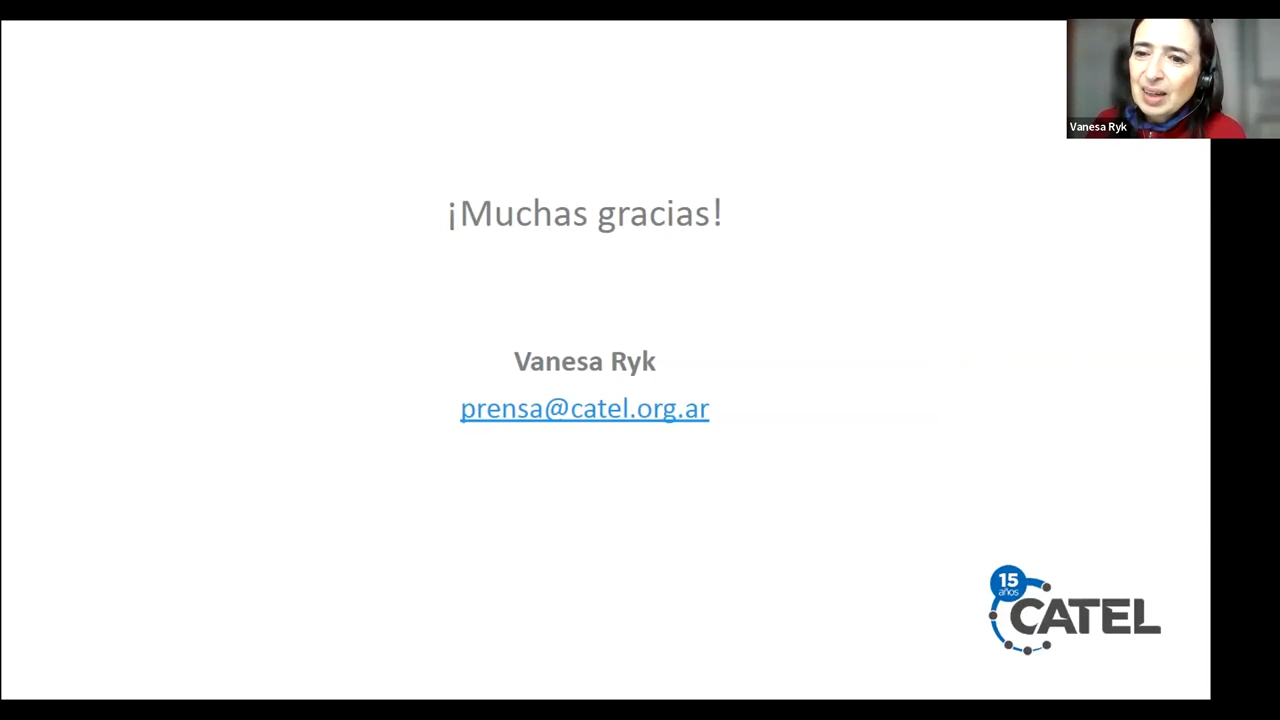 Vanesa Ryk
¡Muchas gracias!
Vanesa Ryk
prensa@catel.org.ar
15
años
CATEL